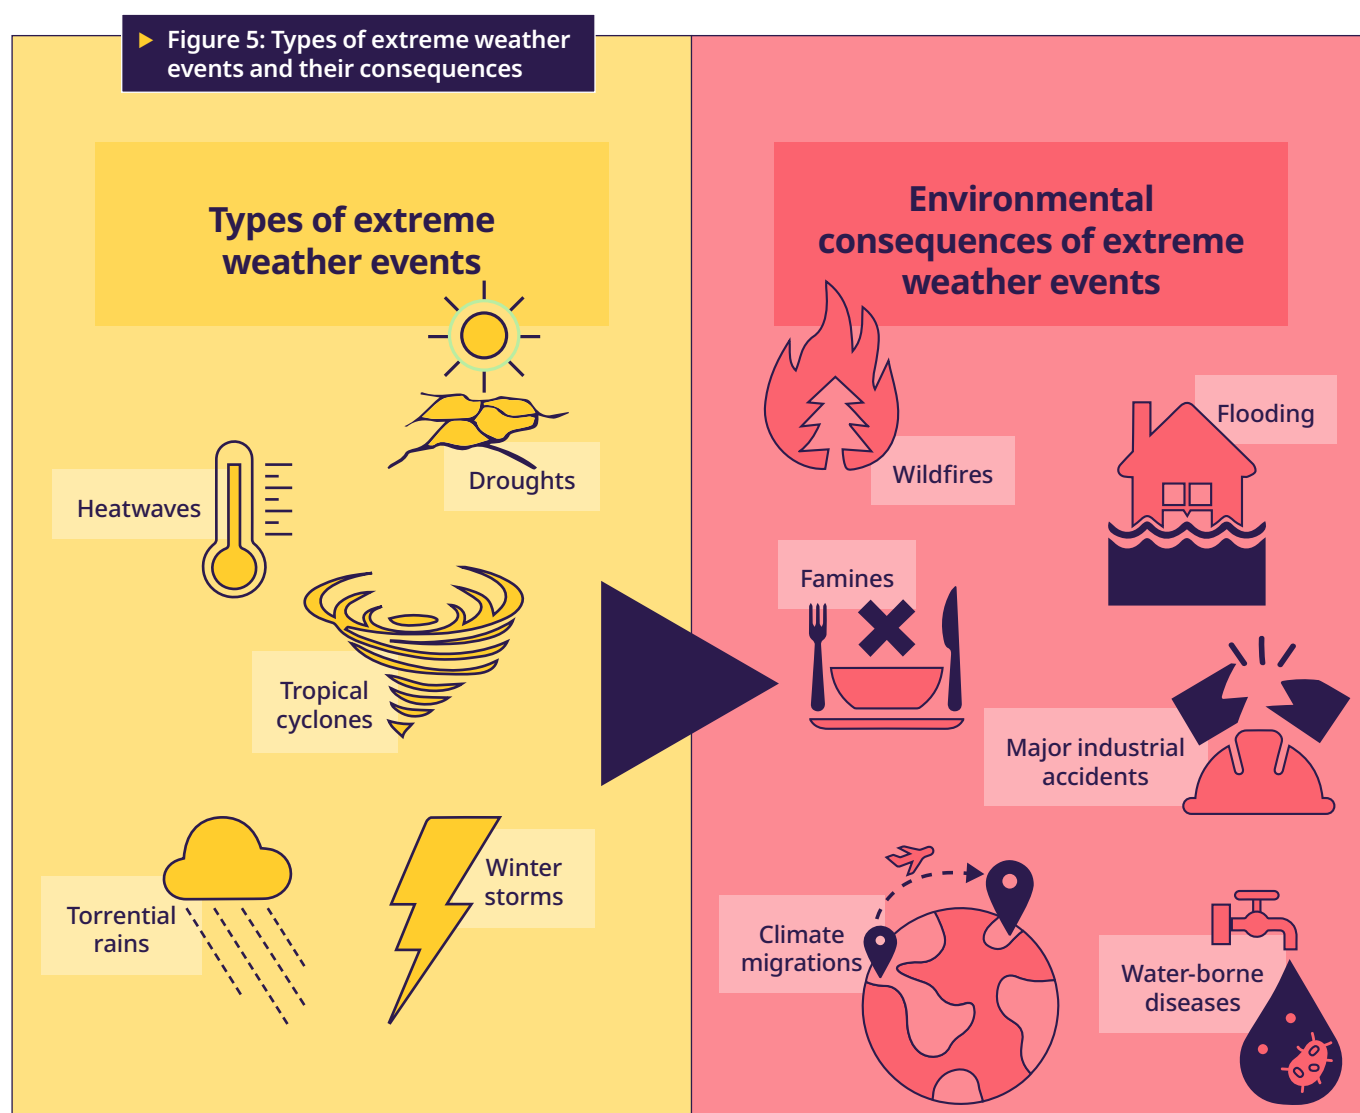 Figure 5: Types of extreme weather
events and their consequences
Types of extreme
weather events
Droughts
Heatwaves
Tropical
cyclones
Torrential
rains
Winter
storms
Environmental
consequences of extreme
weather events
Wildfires
Flooding
Famines
Major industrial
accidents
Climate
migrations
Water-borne
diseases